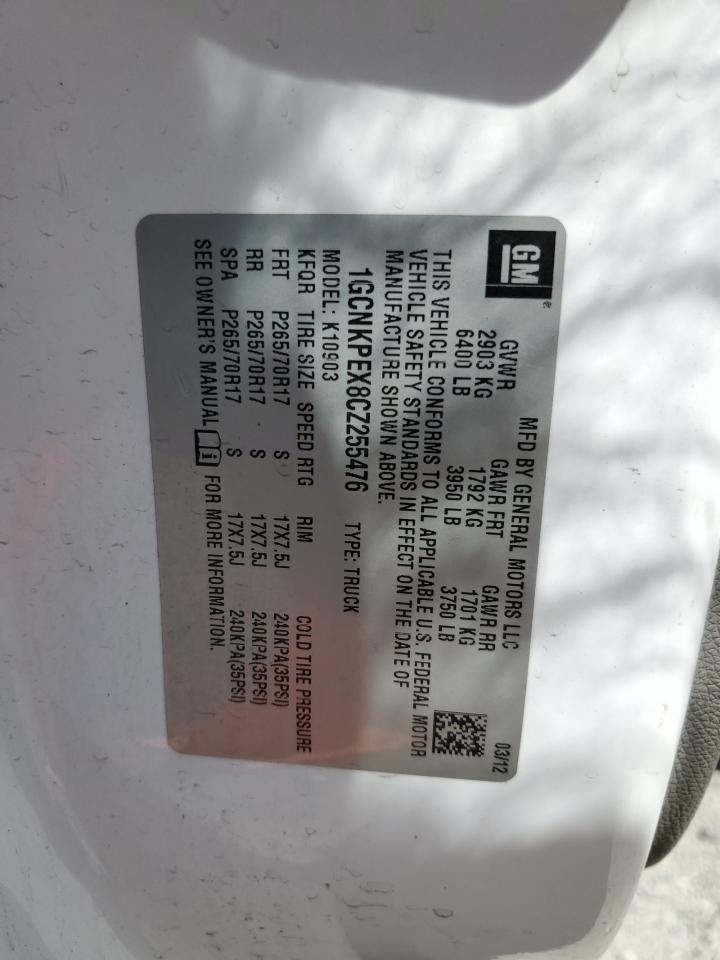 GM
MFD BY GENERAL MOTORS LLC 03/12
GVWR GAWR FRT GAWR RR
2903 KG 1792 KG 1701 KG
6400 LB 3950 LB 3750 LB
THIS VEHICLE CONFORMS TO ALL APPLICABLE U.S. FEDERAL MOTOR
VEHICLE SAFETY STANDARDS IN EFFECT ON THE DATE OF
MANUFACTURE SHOWN ABOVE.
1GCNKPEX8CZ255476 TYPE: TRUCK
MODEL: K10903
KFQR TIRE SIZE SPEED RTG RIM COLD TIRE PRESSURE
FRT P265/70R17 S 17X7.5J 240KPA(35PSI)
RR P265/70R17 S 17X7.5J 240KPA(35PSI)
SPA P265/70R17 S 17X7.5J 240KPA(35PSI)
SEE OWNER'S MANUAL FOR MORE INFORMATION.